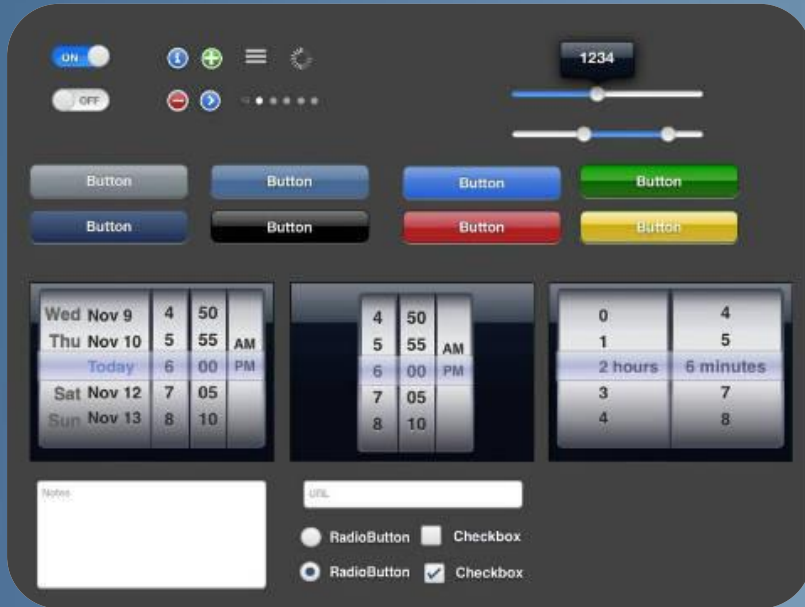 ON
1234
OFF
Button Button Button Button
Button Button Button Button
Wed Nov 9 4 50
Thu Nov 10 5 55 AM
Today 6 00 PM
Sat Nov 12 7 05
Sun Nov 13 8 10
4 50
5 55 AM
6 00 PM
7 05
8 10
0 4
1 5
2 hours 6 minutes
3 7
4 8
Notes
URL
RadioButton Checkbox
RadioButton Checkbox